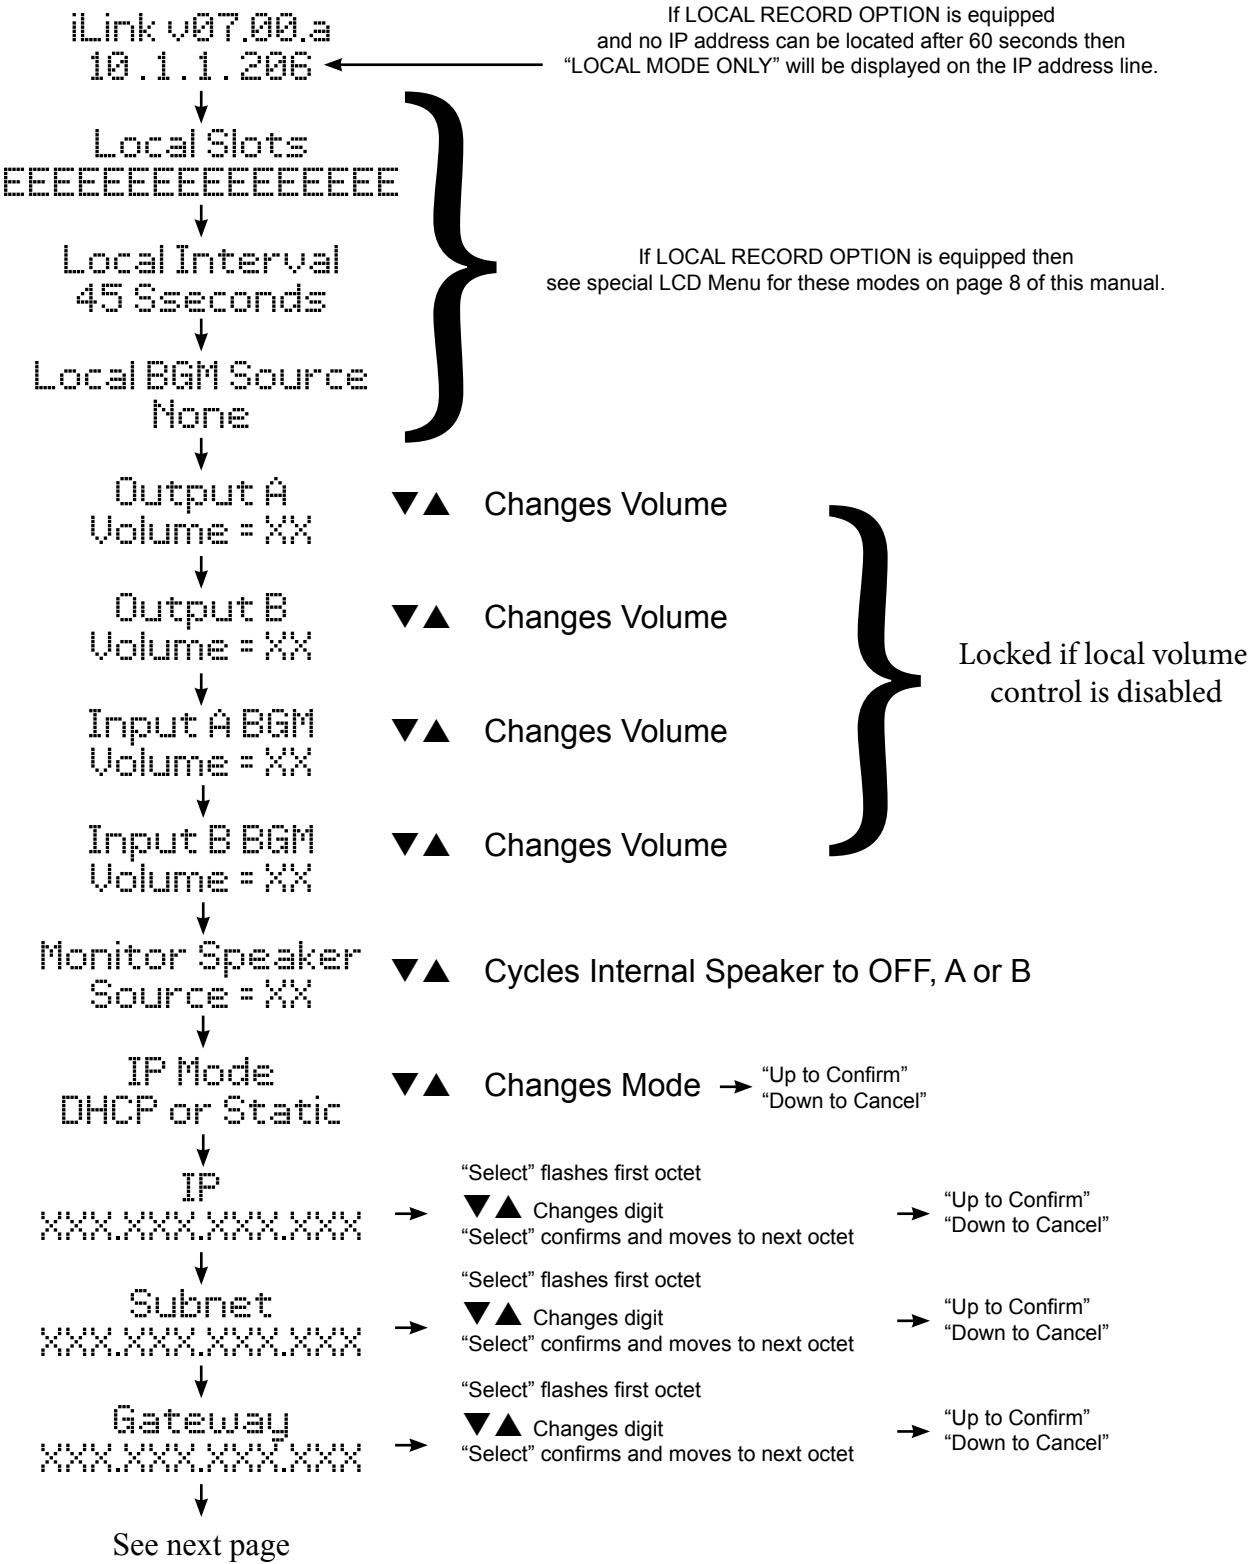 iLink v07.00.a
10.1.1.206
If LOCAL RECORD OPTION is equipped
and no IP address can be located after 60 seconds then
“LOCAL MODE ONLY” will be displayed on the IP address line.
Local Slots
EEEEEEEEEEEEEEEE
Local Interval
45 Sseconds
If LOCAL RECORD OPTION is equipped then
see special LCD Menu for these modes on page 8 of this manual.
Local BGM Source
None
Output A
Volume = XX
▼▲ Changes Volume
Output B
Volume = XX
▼▲ Changes Volume
Locked if local volume
control is disabled
Input A BGM
Volume = XX
▼▲ Changes Volume
Input B BGM
Volume = XX
▼▲ Changes Volume
Monitor Speaker
Source = XX
▼▲ Cycles Internal Speaker to OFF, A or B
IP Mode
DHCP or Static
▼▲ Changes Mode
“Up to Confirm”
“Down to Cancel”
IP
XXX.XXX.XXX.XXX
“Select” flashes first octet
▼▲ Changes digit
“Select” confirms and moves to next octet
“Up to Confirm”
“Down to Cancel”
Subnet
XXX.XXX.XXX.XXX
“Select” flashes first octet
▼▲ Changes digit
“Select” confirms and moves to next octet
“Up to Confirm”
“Down to Cancel”
Gateway
XXX.XXX.XXX.XXX
“Select” flashes first octet
▼▲ Changes digit
“Select” confirms and moves to next octet
“Up to Confirm”
“Down to Cancel”
See next page